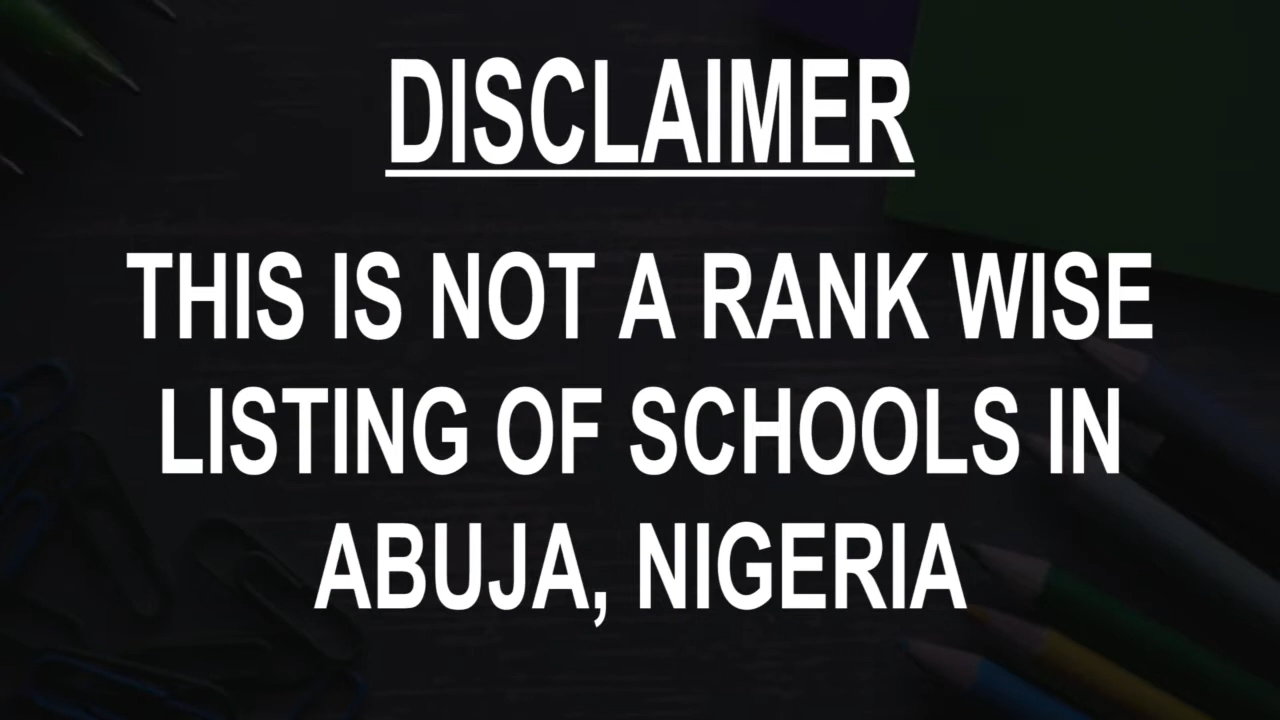 DISCLAIMER
THIS IS NOT A RANK WISE
LISTING OF SCHOOLS IN
ABUJA, NIGERIA